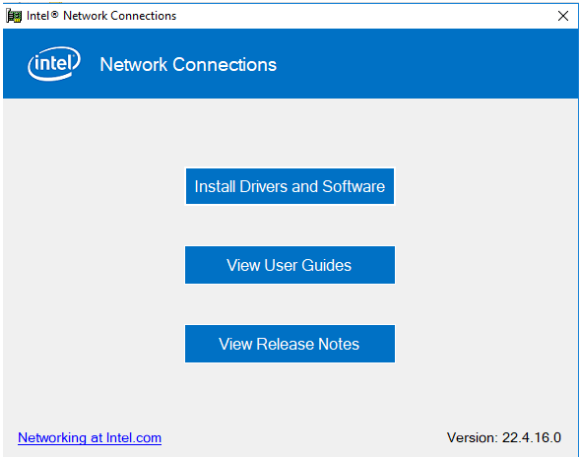 Intel® Network Connections
intel
Network Connections
Install Drivers and Software
View User Guides
View Release Notes
Networking at Intel.com
Version: 22.4.16.0